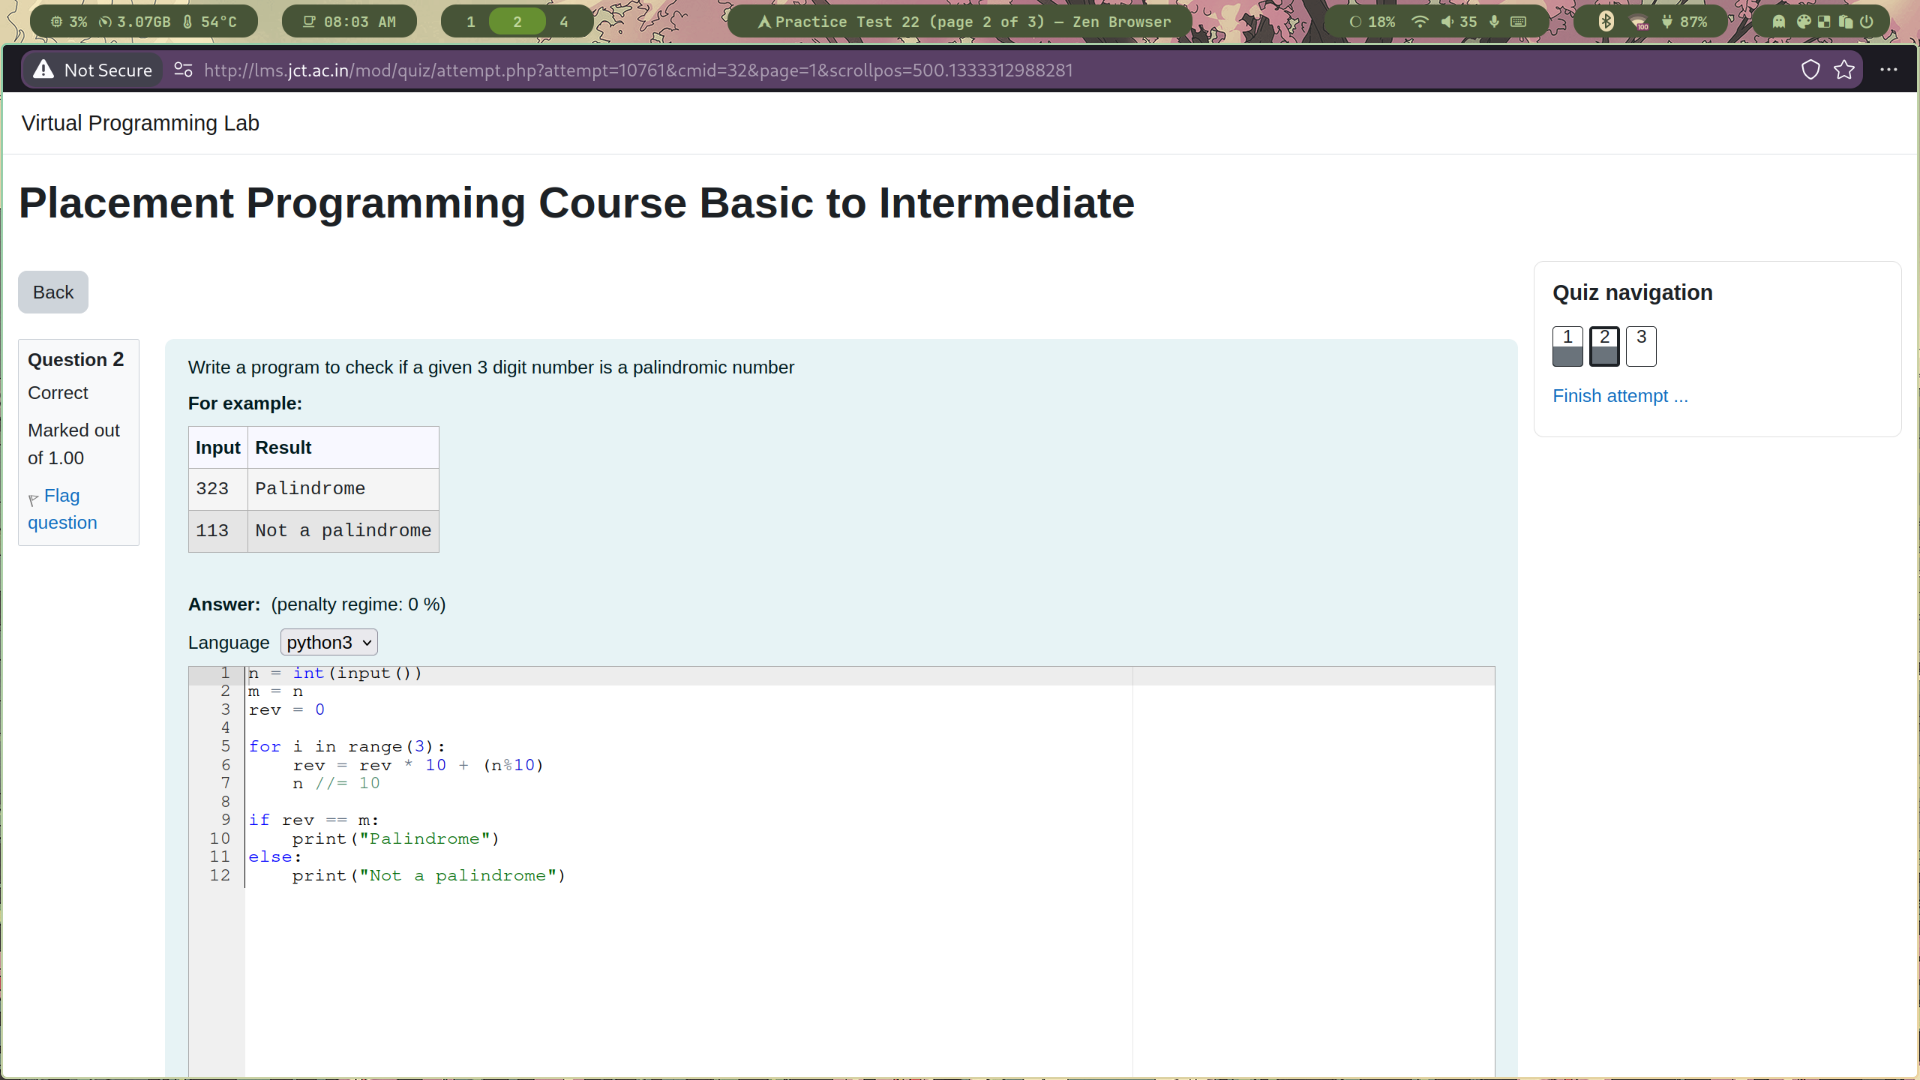 3% 3.07GB 54°C 08:03 AM 1 2 4 Practice Test 22 (page 2 of 3) — Zen Browser 18% 35 100 87%
Not Secure http://lms.jct.ac.in/mod/quiz/attempt.php?attempt=10761&cmid=32&page=1&scrollpos=500.1333312988281
Virtual Programming Lab
Placement Programming Course Basic to Intermediate
Back
Question 2
Correct
Marked out
of 1.00
Flag
question
Write a program to check if a given 3 digit number is a palindromic number
For example:
Input Result
323 Palindrome
113 Not a palindrome
Answer: (penalty regime: 0 %)
Language python3
1 n = int(input())
2 m = n
3 rev = 0
4
5 for i in range(3):
6     rev = rev * 10 + (n%10)
7     n //= 10
8
9 if rev == m:
10     print("Palindrome")
11 else:
12     print("Not a palindrome")
Quiz navigation
1 2 3
Finish attempt ...